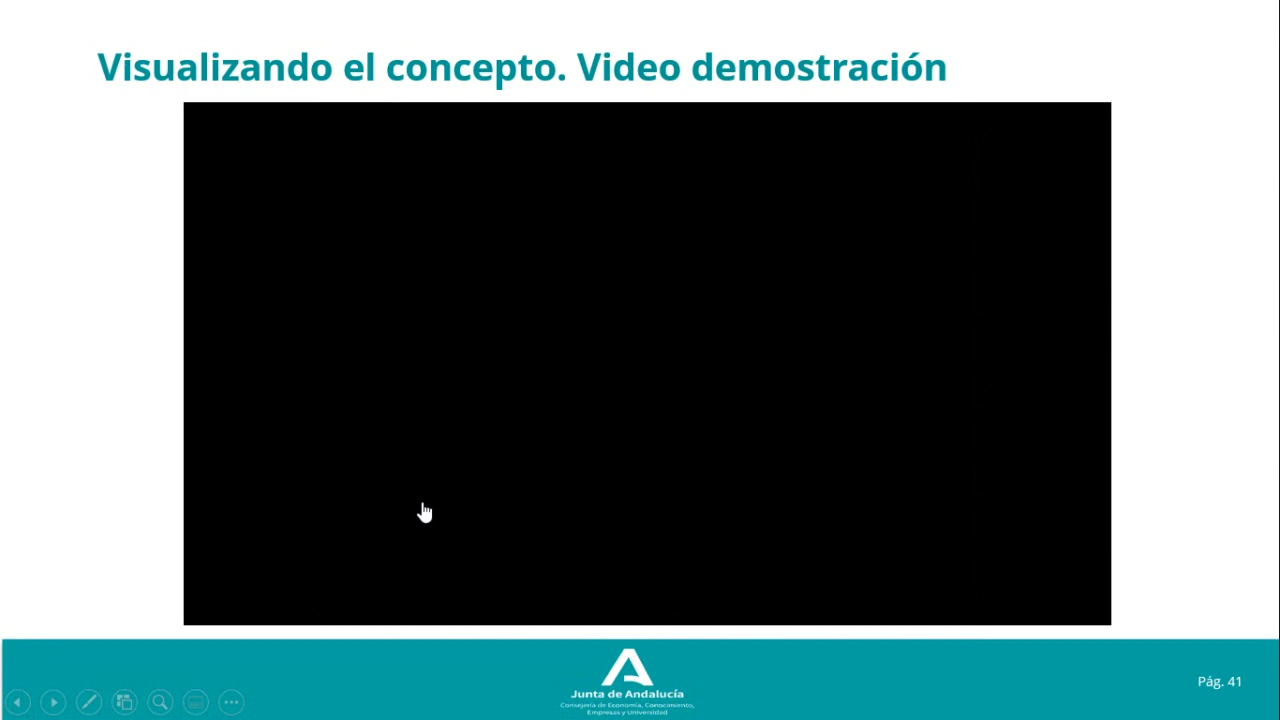 Visualizando el concepto. Video demostración
Junta de Andalucía
Consejería de Economía, Conocimiento,
Empresas y Universidad
Pág. 41